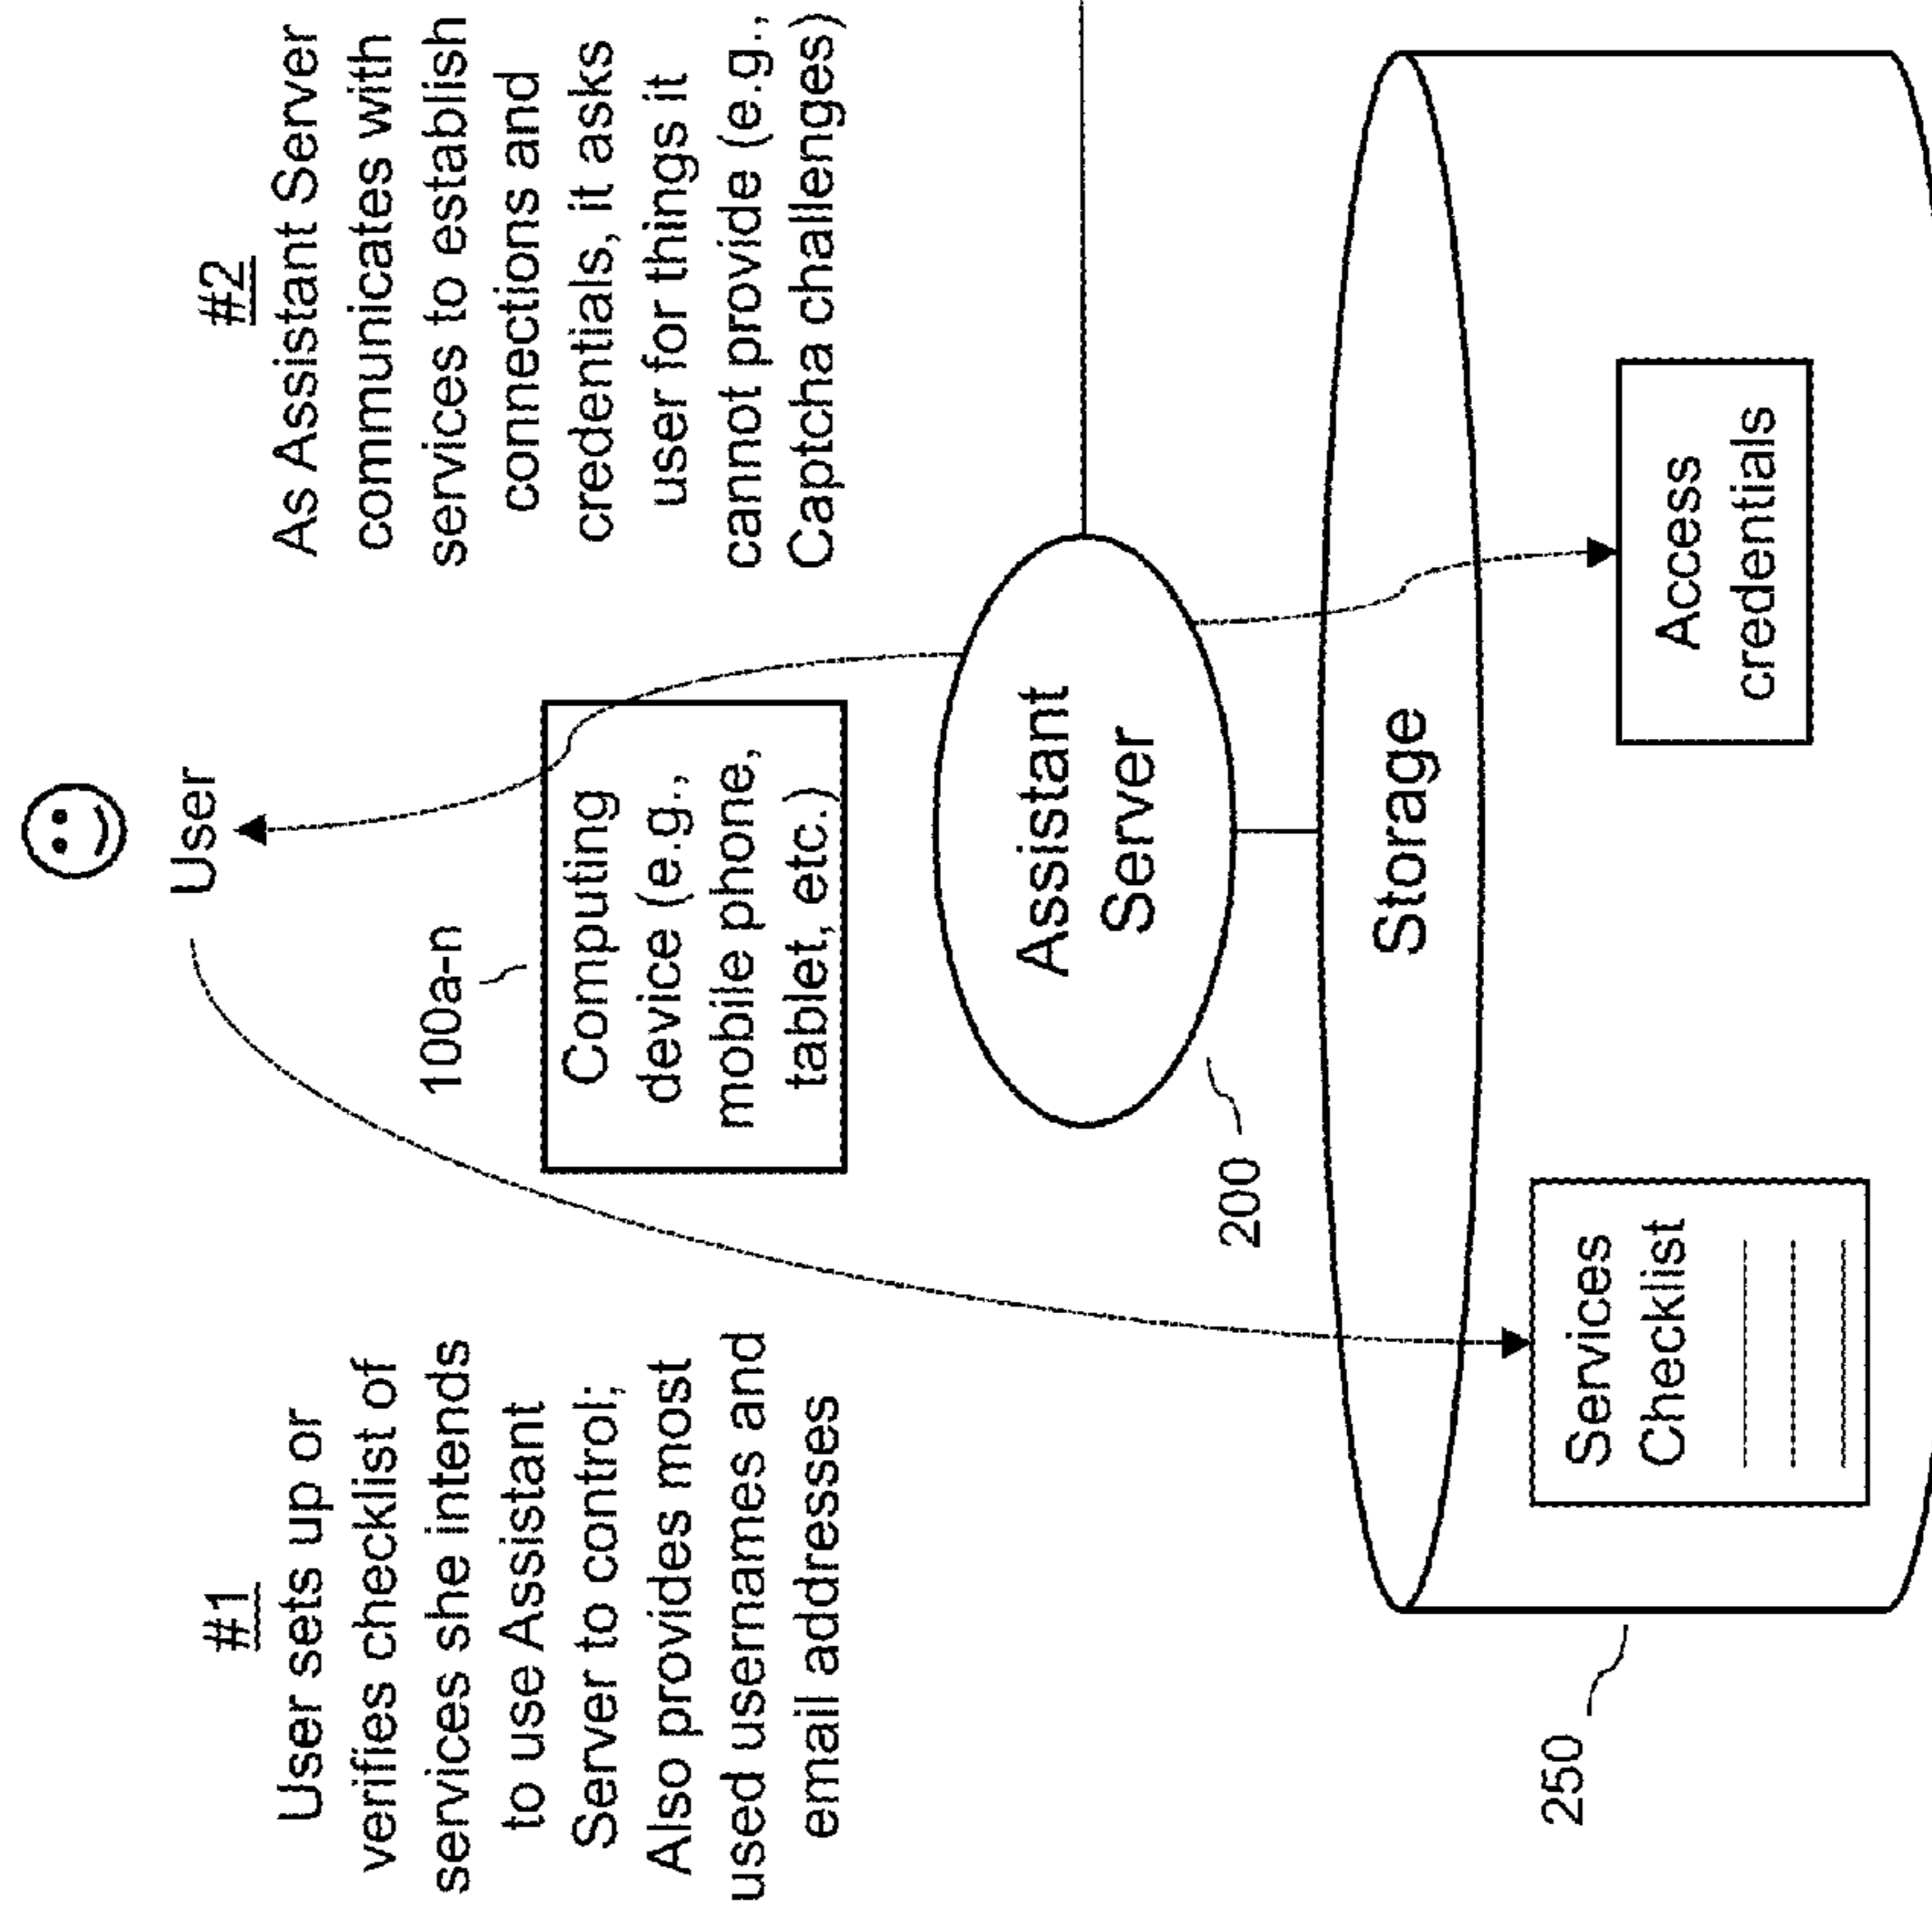 #1
User sets up or
verifies checklist of
services she intends
to use Assistant
Server to control;
Also provides most
used usernames and
email addresses
User
#2
As Assistant Server
communicates with
services to establish
connections and
credentials, it asks
user for things it
cannot provide (e.g.,
Captcha challenges)
100a-n
Computing
device (e.g.,
mobile phone,
tablet, etc.)
Assistant
Server
200
Storage
250
Services
Checklist
Access
credentials